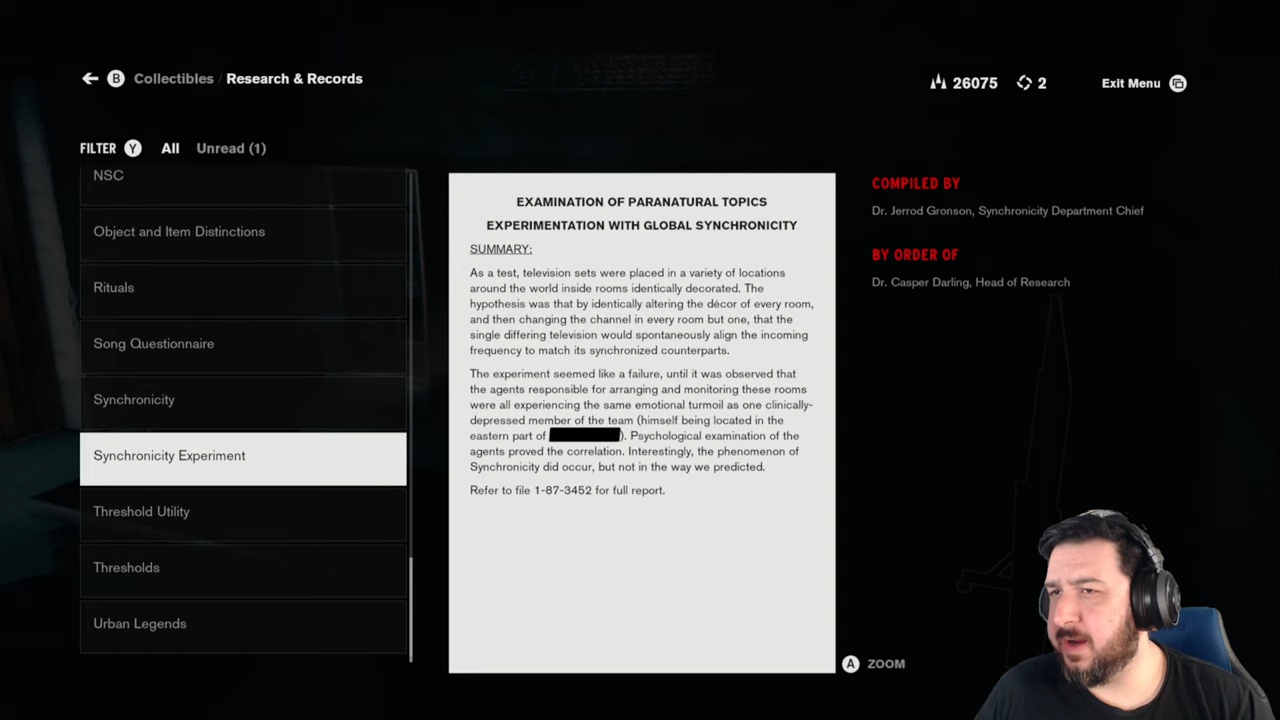 B Collectibles / Research & Records
26075 2 Exit Menu
FILTER Y All Unread (1)
NSC
Object and Item Distinctions
Rituals
Song Questionnaire
Synchronicity
Synchronicity Experiment
Threshold Utility
Thresholds
Urban Legends
EXAMINATION OF PARANATURAL TOPICS
EXPERIMENTATION WITH GLOBAL SYNCHRONICITY
SUMMARY:
As a test, television sets were placed in a variety of locations
around the world inside rooms identically decorated. The
hypothesis was that by identically altering the décor of every room,
and then changing the channel in every room but one, that the
single differing television would spontaneously align the incoming
frequency to match its synchronized counterparts.
The experiment seemed like a failure, until it was observed that
the agents responsible for arranging and monitoring these rooms
were all experiencing the same emotional turmoil as one clinically-
depressed member of the team (himself being located in the
eastern part of ). Psychological examination of the
agents proved the correlation. Interestingly, the phenomenon of
Synchronicity did occur, but not in the way we predicted.
Refer to file 1-87-3452 for full report.
COMPILED BY
Dr. Jerrod Gronson, Synchronicity Department Chief
BY ORDER OF
Dr. Casper Darling, Head of Research
A ZOOM